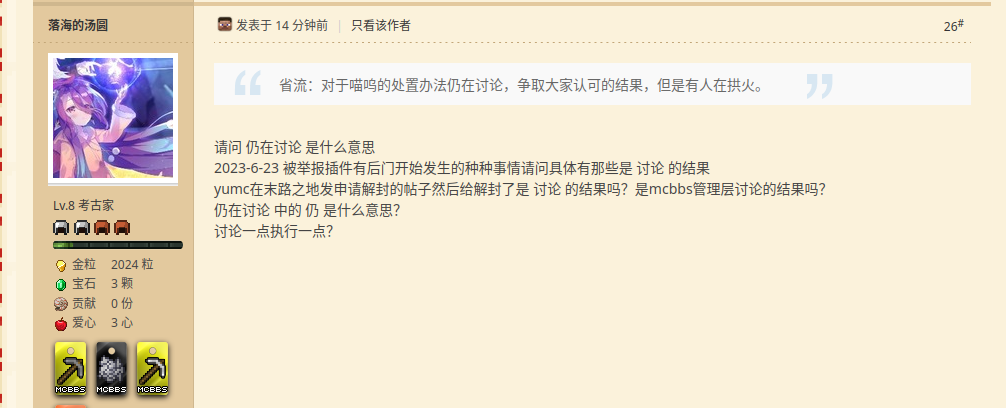 落海的汤圆
发表于 14 分钟前 | 只看该作者
26#
省流：对于喵呜的处置办法仍在讨论，争取大家认可的结果，但是有人在拱火。
请问 仍在讨论 是什么意思
2023-6-23 被举报插件有后门开始发生的种种事情请问具体有那些是 讨论 的结果
yumc在末路之地发申请解封的帖子然后给解封了是 讨论 的结果吗？是mcbbs管理层讨论的结果吗?
仍在讨论 中的 仍 是什么意思?
讨论一点执行一点?
Lv.8 考古家
金粒 2024 粒
宝石 3 颗
贡献 0 份
爱心 3 心
MCBBS MCBBS MCBBS